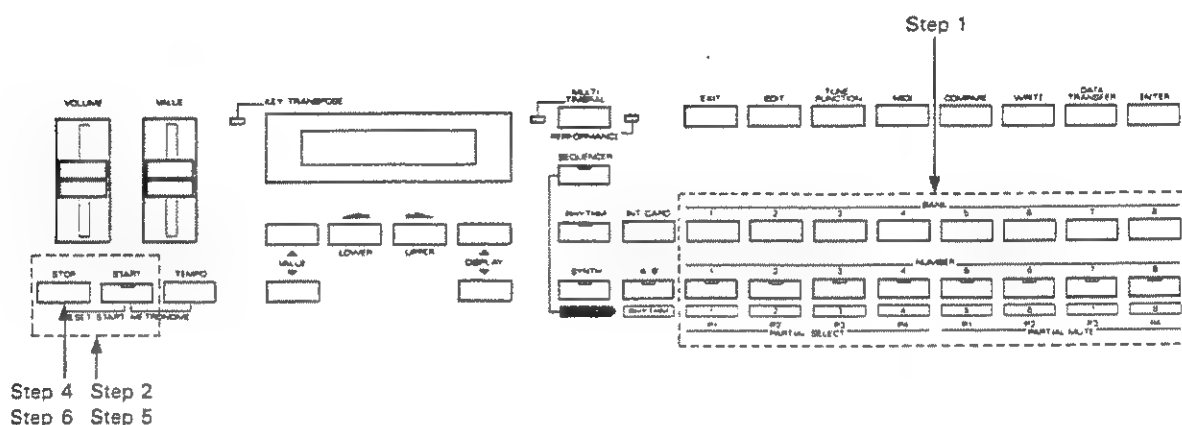 Step 1
VOLUME VALUE KEY TRANSPOSE MULTI TIMBRAL EXIT EDIT TUNE FUNCTION MIDI COMPARE WRITE DATA TRANSFER ENTER
PERFORMANCE
SEQUENCER
BANK
RHYTHM INT CARD 1 2 3 4 5 6 7 8
VALUE LOWER UPPER DISPLAY
NUMBER
STOP START TEMPO SYNTH A B 1 2 3 4 5 6 7 8
RESET START METRONOME RHYTHM 1 2 3 4 5 6 7 8
P1 P2 P3 P4 P1 P2 P3 P4
PARTIAL SELECT PARTIAL MUTE
Step 4 Step 2
Step 6 Step 5